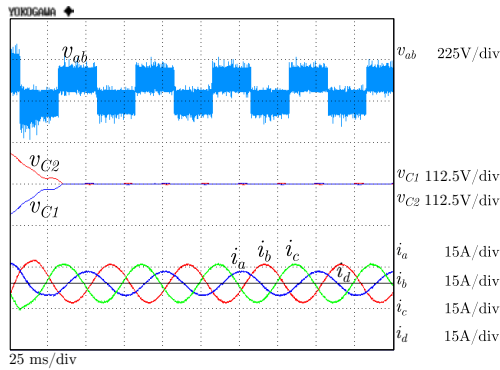 YOKOGAWA
v_ab
v_ab 225V/div
v_C2
v_C1
v_C1 112.5V/div
v_C2 112.5V/div
i_a i_b i_c
i_d
i_a 15A/div
i_b 15A/div
i_c 15A/div
i_d 15A/div
25 ms/div